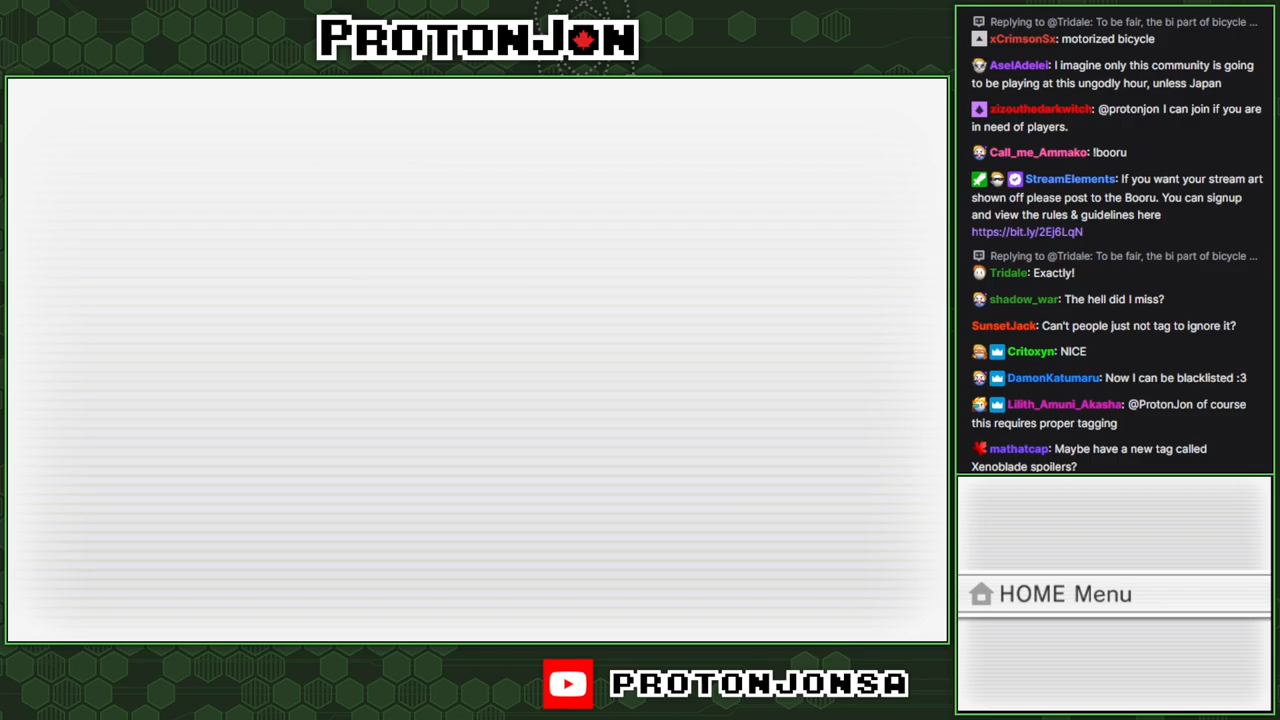 PROTONJON
Replying to @Tridale: To be fair, the bi part of bicycle ...
xCrimsonSx: motorized bicycle
AselAdelei: I imagine only this community is going
to be playing at this ungodly hour, unless Japan
zizouthedarkwitch: @protonjon I can join if you are
in need of players.
Call_me_Ammako: !booru
StreamElements: If you want your stream art
shown off please post to the Booru. You can signup
and view the rules & guidelines here
https://bit.ly/2Ej6LqN
Replying to @Tridale: To be fair, the bi part of bicycle ...
Tridale: Exactly!
shadow_war: The hell did I miss?
SunsetJack: Can't people just not tag to ignore it?
Critoxyn: NICE
DamonKatumaru: Now I can be blacklisted :3
Lilith_Amuni_Akasha: @ProtonJon of course
this requires proper tagging
mathatcap: Maybe have a new tag called
Xenoblade spoilers?
HOME Menu
PROTONJONSA